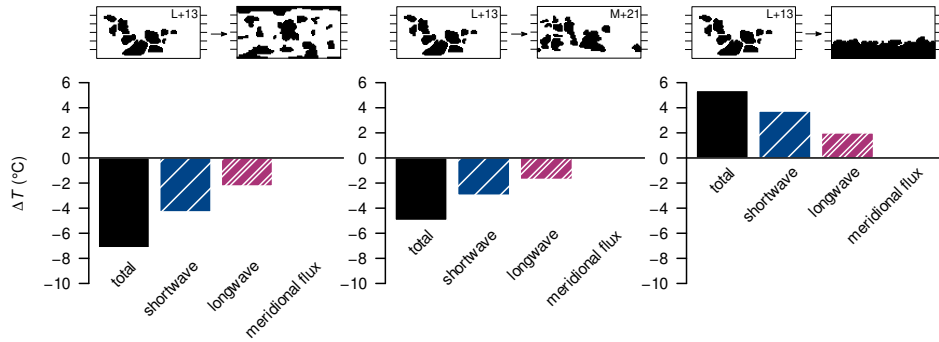 L+13
L+13
M+21
L+13
ΔT (°C)
6
4
2
0
−2
−4
−6
−8
−10
total
shortwave
longwave
meridional flux
6
4
2
0
−2
−4
−6
−8
−10
total
shortwave
longwave
meridional flux
6
4
2
0
−2
−4
−6
−8
−10
total
shortwave
longwave
meridional flux